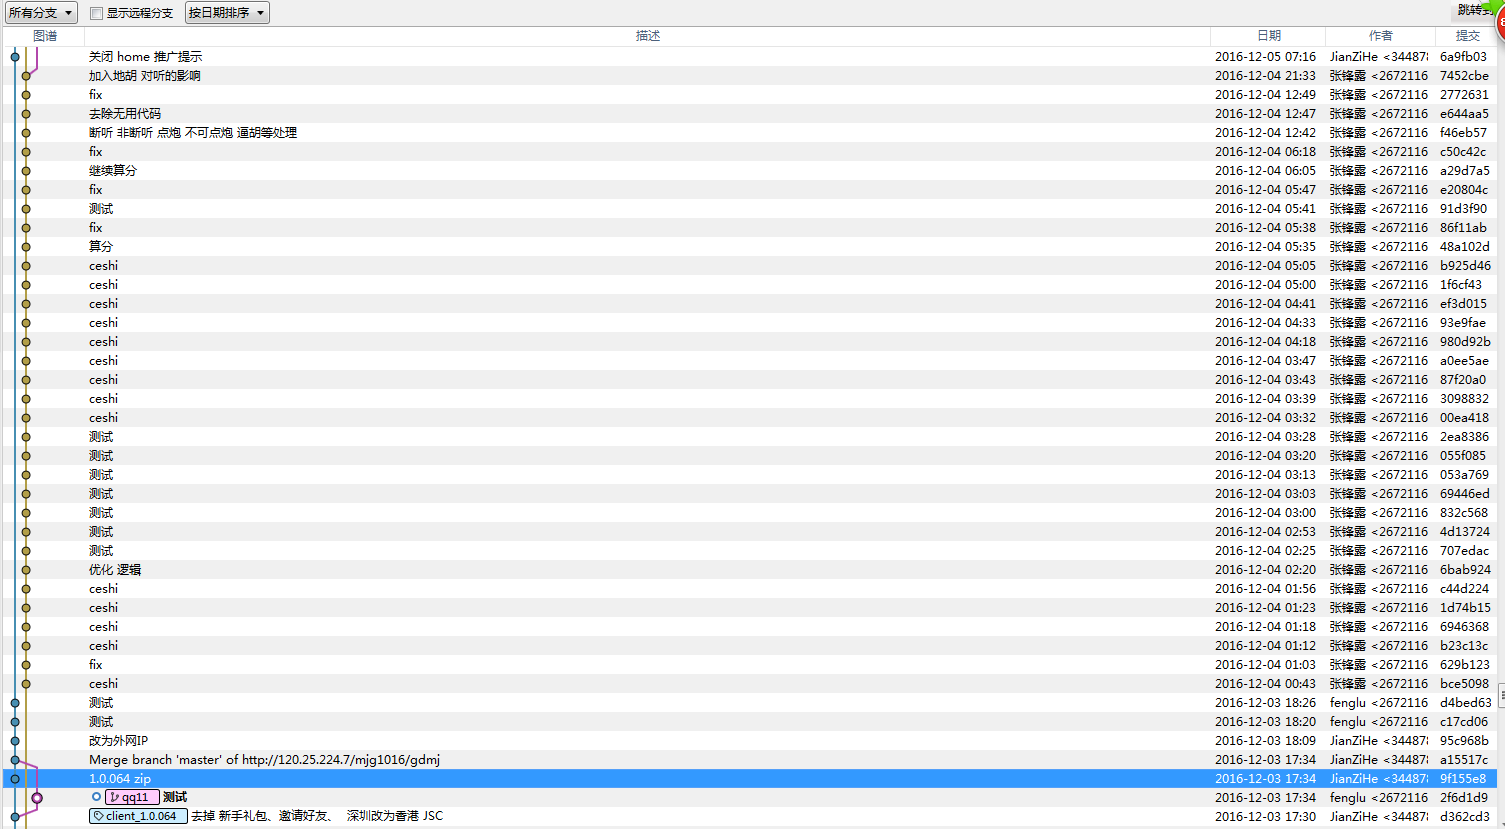 所有分支 显示远程分支 按日期排序 跳转到
图谱 描述 日期 作者 提交
关闭 home 推广提示 2016-12-05 07:16 JianZiHe <34487 6a9fb03
加入地胡 对听的影响 2016-12-04 21:33 张锋露 <2672116 7452cbe
fix 2016-12-04 12:49 张锋露 <2672116 2772631
去除无用代码 2016-12-04 12:47 张锋露 <2672116 e644aa5
断听 非断听 点炮 不可点炮 逼胡等处理 2016-12-04 12:42 张锋露 <2672116 f46eb57
fix 2016-12-04 06:18 张锋露 <2672116 c50c42c
继续算分 2016-12-04 06:05 张锋露 <2672116 a29d7a5
fix 2016-12-04 05:47 张锋露 <2672116 e20804c
测试 2016-12-04 05:41 张锋露 <2672116 91d3f90
fix 2016-12-04 05:38 张锋露 <2672116 86f11ab
算分 2016-12-04 05:35 张锋露 <2672116 48a102d
ceshi 2016-12-04 05:05 张锋露 <2672116 b925d46
ceshi 2016-12-04 05:00 张锋露 <2672116 1f6cf43
ceshi 2016-12-04 04:41 张锋露 <2672116 ef3d015
ceshi 2016-12-04 04:33 张锋露 <2672116 93e9fae
ceshi 2016-12-04 04:18 张锋露 <2672116 980d92b
ceshi 2016-12-04 03:47 张锋露 <2672116 a0ee5ae
ceshi 2016-12-04 03:43 张锋露 <2672116 87f20a0
ceshi 2016-12-04 03:39 张锋露 <2672116 3098832
ceshi 2016-12-04 03:32 张锋露 <2672116 00ea418
测试 2016-12-04 03:28 张锋露 <2672116 2ea8386
测试 2016-12-04 03:20 张锋露 <2672116 055f085
测试 2016-12-04 03:13 张锋露 <2672116 053a769
测试 2016-12-04 03:03 张锋露 <2672116 69446ed
测试 2016-12-04 03:00 张锋露 <2672116 832c568
测试 2016-12-04 02:53 张锋露 <2672116 4d13724
测试 2016-12-04 02:25 张锋露 <2672116 707edac
优化 逻辑 2016-12-04 02:20 张锋露 <2672116 6bab924
ceshi 2016-12-04 01:56 张锋露 <2672116 c44d224
ceshi 2016-12-04 01:23 张锋露 <2672116 1d74b15
ceshi 2016-12-04 01:18 张锋露 <2672116 6946368
ceshi 2016-12-04 01:12 张锋露 <2672116 b23c13c
fix 2016-12-04 01:03 张锋露 <2672116 629b123
ceshi 2016-12-04 00:43 张锋露 <2672116 bce5098
测试 2016-12-03 18:26 fenglu <2672116 d4bed63
测试 2016-12-03 18:20 fenglu <2672116 c17cd06
改为外网IP 2016-12-03 18:09 JianZiHe <34487 95c968b
Merge branch 'master' of http://120.25.224.7/mjg1016/gdmj 2016-12-03 17:34 JianZiHe <34487 a15517c
1.0.064 zip 2016-12-03 17:34 JianZiHe <34487 9f155e8
qq11 测试 2016-12-03 17:34 fenglu <2672116 2f6d1d9
client_1.0.064 去掉 新手礼包、邀请好友、 深圳改为香港 JSC 2016-12-03 17:30 JianZiHe <34487 d362cd3